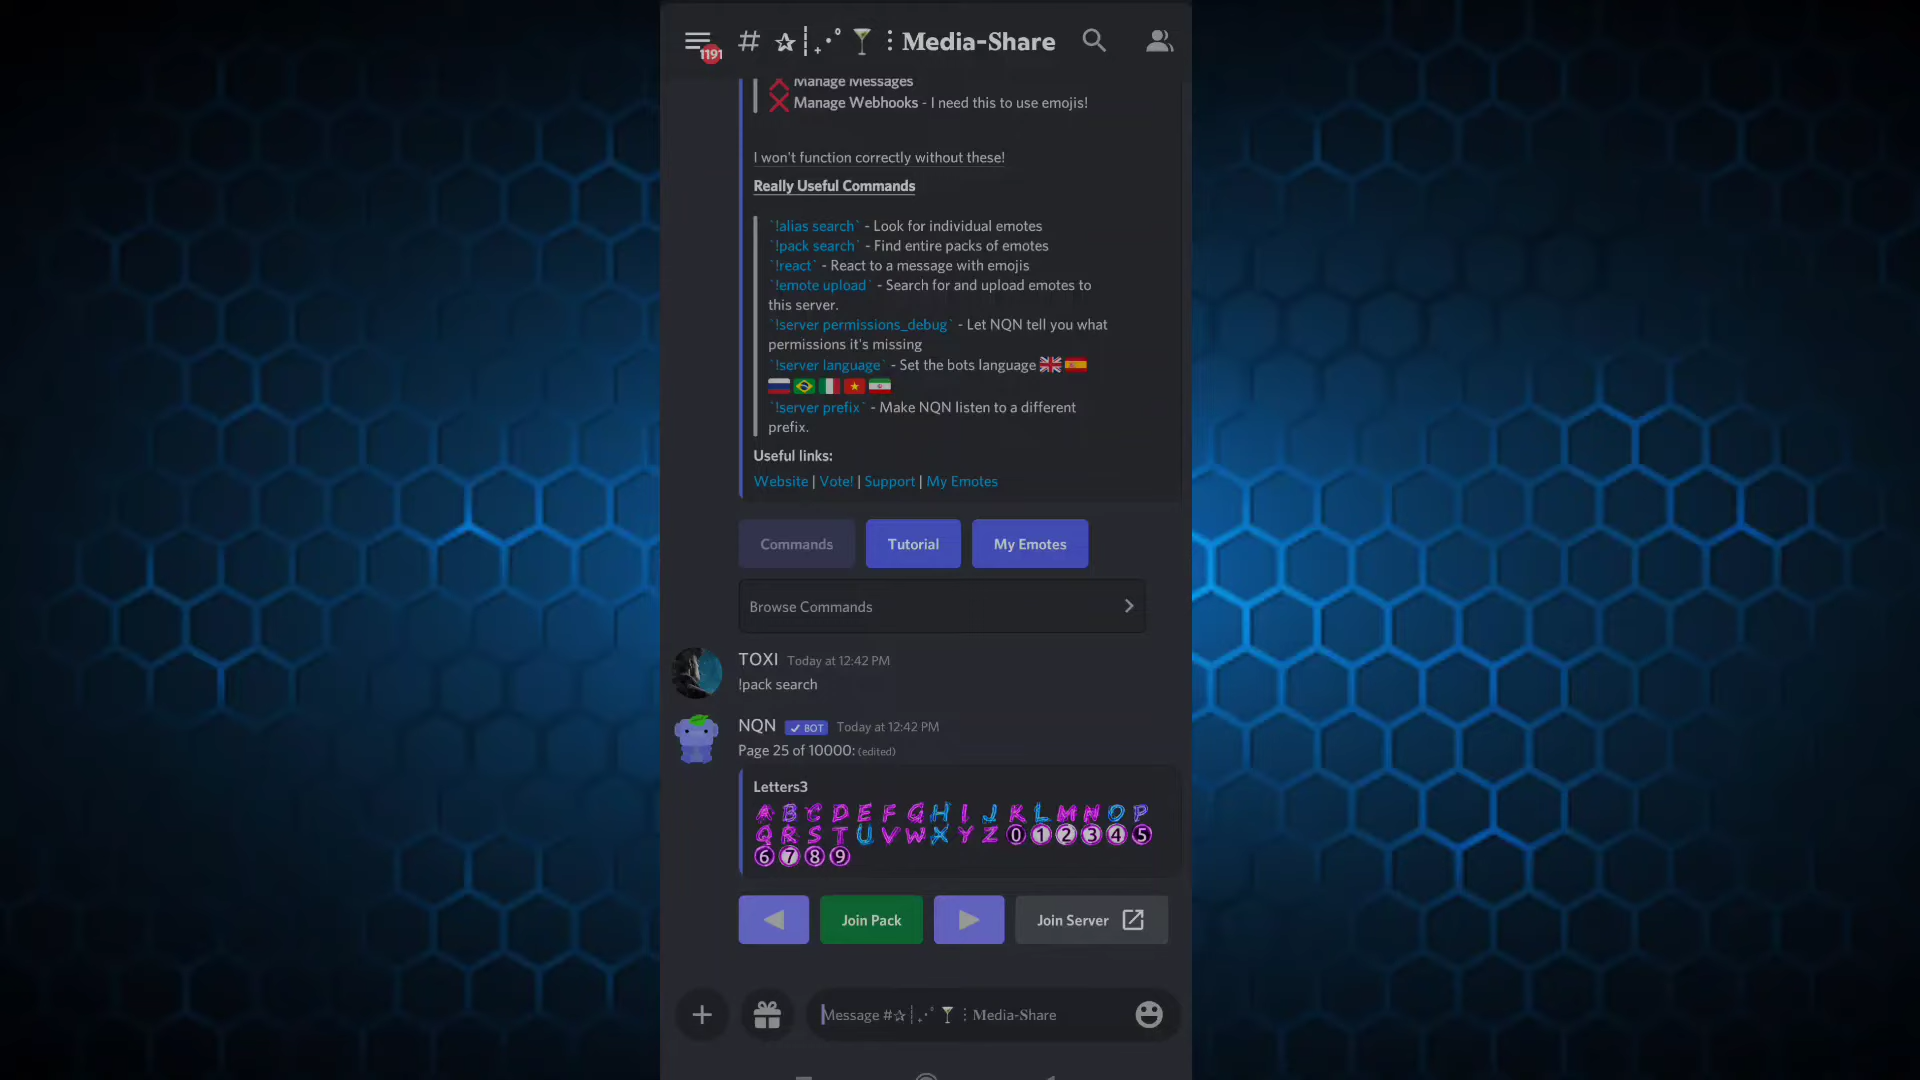 1191
# ✰┊₊⋰˚🍸⋮Media-Share
Manage Messages
❌ Manage Webhooks - I need this to use emojis!
I won't function correctly without these!
Really Useful Commands
`!alias search` - Look for individual emotes
`!pack search` - Find entire packs of emotes
`!react` - React to a message with emojis
`!emote upload` - Search for and upload emotes to
this server.
`!server permissions_debug` - Let NQN tell you what
permissions it's missing
`!server language` - Set the bots language 🇬🇧 🇪🇸
🇷🇺 🇧🇷 🇮🇹 🇻🇳 🇮🇷
`!server prefix` - Make NQN listen to a different
prefix.
Useful links:
Website | Vote! | Support | My Emotes
Commands Tutorial My Emotes
Browse Commands
TOXI Today at 12:42 PM
!pack search
NQN ✓ BOT Today at 12:42 PM
Page 25 of 10000: (edited)
Letters3
A B C D E F G H I J K L M N O P
Q R S T U V W X Y Z 0 1 2 3 4 5
6 7 8 9
Join Pack Join Server
Message #✰┊₊⋰˚🍸⋮Media-Share